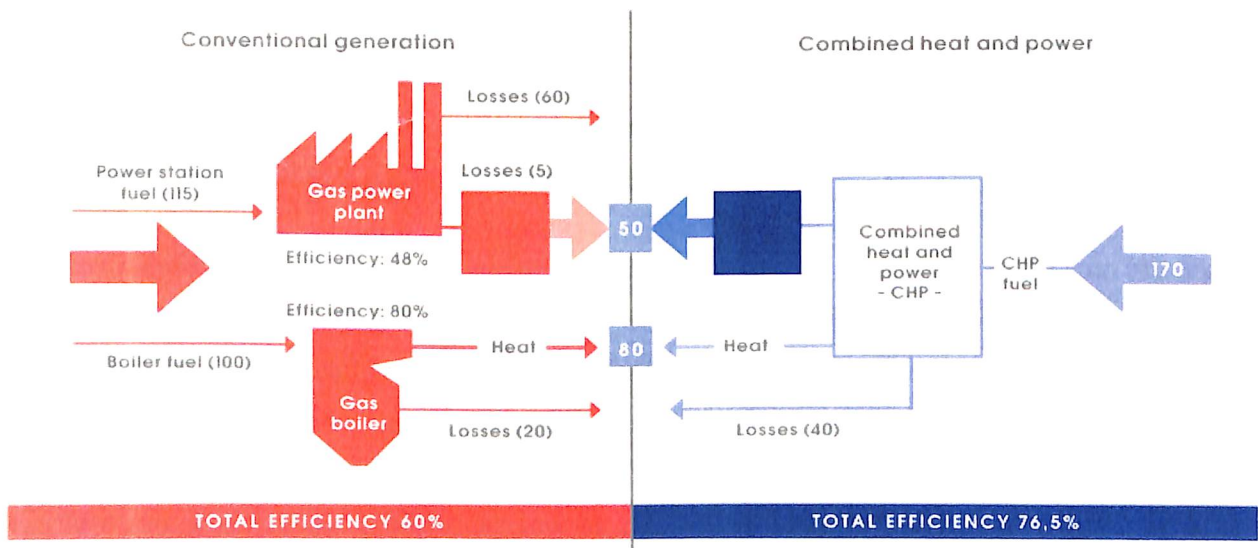 Conventional generation
Combined heat and power
Losses (60)
Power station
fuel (115)
Gas power
plant
Losses (5)
50
Efficiency: 48%
Efficiency: 80%
Boiler fuel (100)
Heat
80
Gas
boiler
Losses (20)
Combined
heat and
power
- CHP -
CHP
fuel
170
Heat
Losses (40)
TOTAL EFFICIENCY 60%
TOTAL EFFICIENCY 76,5%